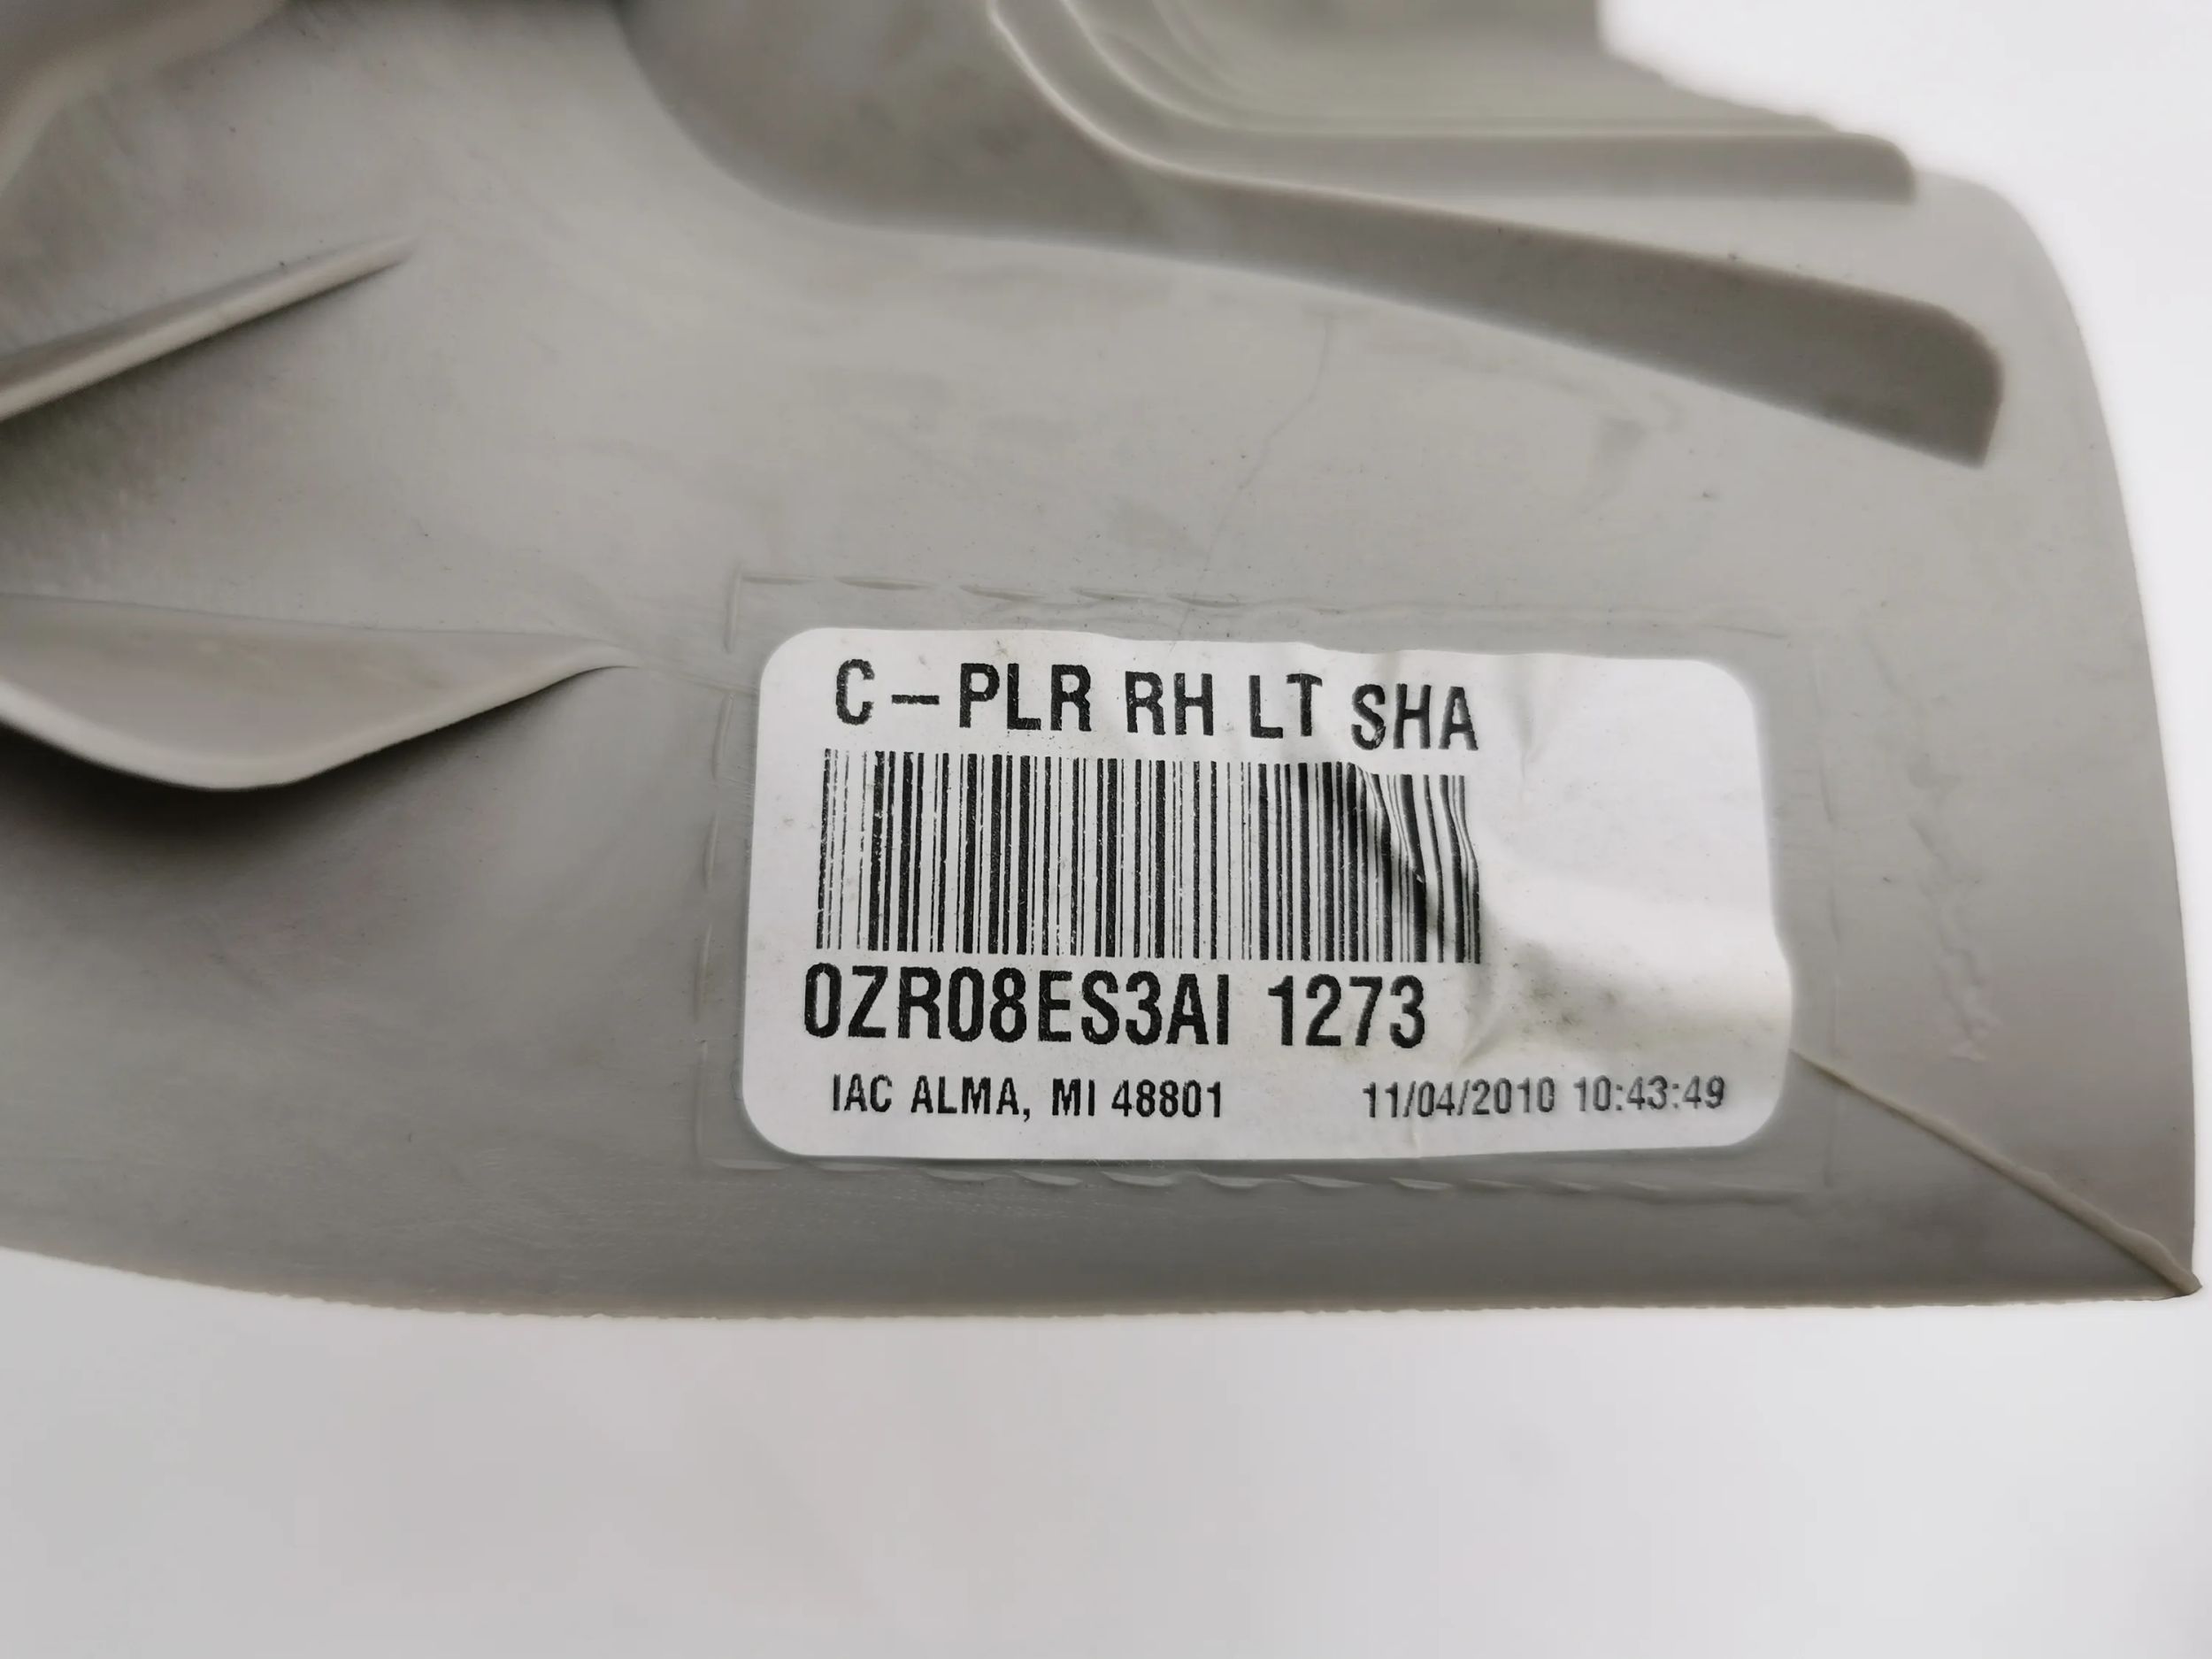 C-PLR RH LT SHA
0ZR08ES3AI 1273
IAC ALMA, MI 48801 11/04/2010 10:43:49